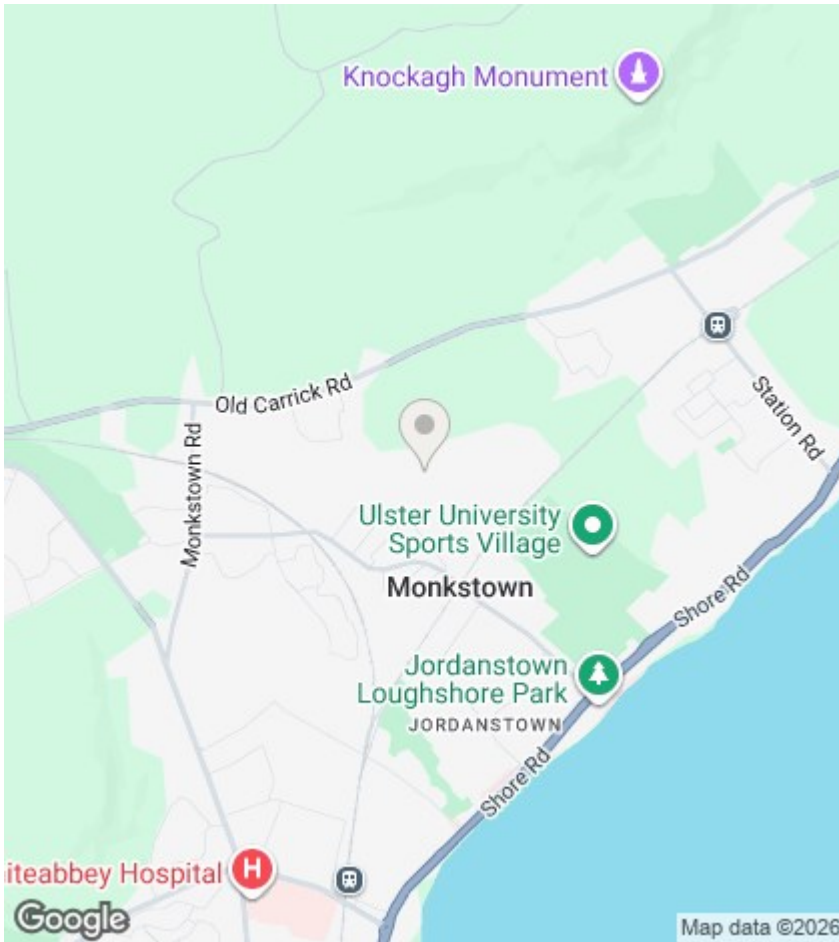 Knockagh Monument
Old Carrick Rd
Station Rd
Monkstown Rd
Ulster University
Sports Village
Monkstown
Shore Rd
Jordanstown
Loughshore Park
JORDANSTOWN
Shore Rd
iteabbey Hospital
H
Google
Map data ©2026